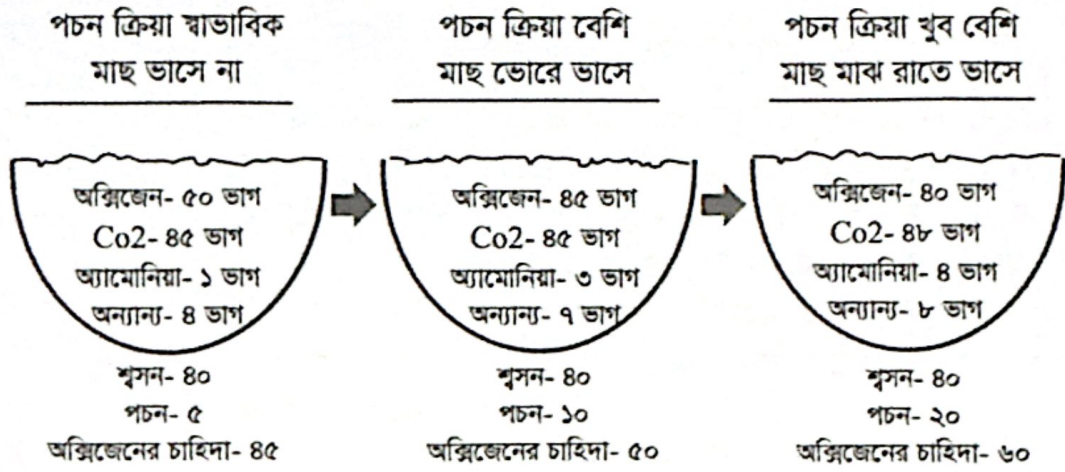 পচন ক্রিয়া স্বাভাবিক
মাছ ভাসে না
অক্সিজেন- ৫০ ভাগ
Co2- ৪৫ ভাগ
অ্যামোনিয়া- ১ ভাগ
অন্যান্য- ৪ ভাগ
শ্বসন- ৪০
পচন- ৫
অক্সিজেনের চাহিদা- ৪৫
পচন ক্রিয়া বেশি
মাছ ভোরে ভাসে
অক্সিজেন- ৪৫ ভাগ
Co2- ৪৫ ভাগ
অ্যামোনিয়া- ৩ ভাগ
অন্যান্য- ৭ ভাগ
শ্বসন- ৪০
পচন- ১০
অক্সিজেনের চাহিদা- ৫০
পচন ক্রিয়া খুব বেশি
মাছ মাঝ রাতে ভাসে
অক্সিজেন- ৪০ ভাগ
Co2- ৪৮ ভাগ
অ্যামোনিয়া- ৪ ভাগ
অন্যান্য- ৮ ভাগ
শ্বসন- ৪০
পচন- ২০
অক্সিজেনের চাহিদা- ৬০